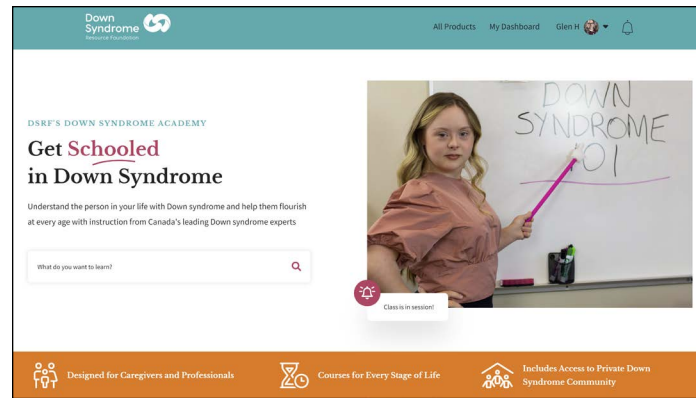 Down
Syndrome
Resource Foundation
All Products My Dashboard Glen H
DSRF'S DOWN SYNDROME ACADEMY
Get Schooled
in Down Syndrome
Understand the person in your life with Down syndrome and help them flourish
at every age with instruction from Canada's leading Down syndrome experts
What do you want to learn?
DOWN
SYNDROME
101
Class is in session!
Designed for Caregivers and Professionals
Courses for Every Stage of Life
Includes Access to Private Down
Syndrome Community